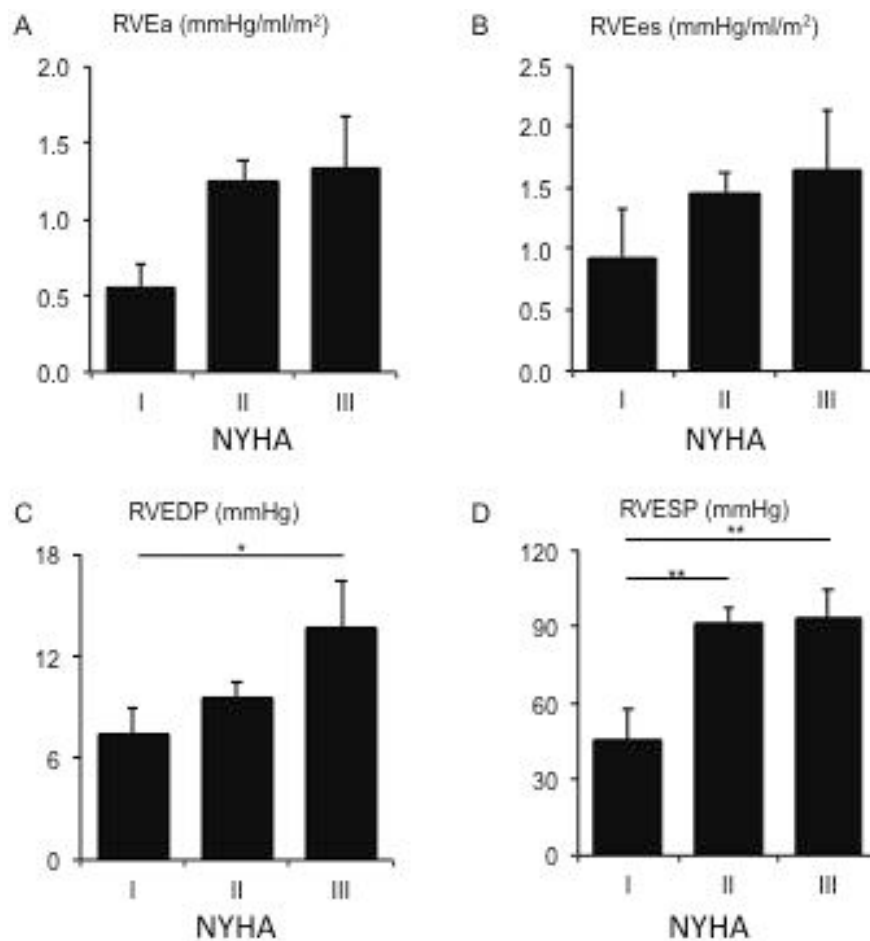 A RVEa (mmHg/ml/m²)
2.0
1.5
1.0
0.5
0.0
I II III
NYHA
B RVEes (mmHg/ml/m²)
2.5
2.0
1.5
1.0
0.5
0.0
I II III
NYHA
C RVEDP (mmHg)
*
18
12
6
0
I II III
NYHA
D RVESP (mmHg)
**
**
120
90
60
30
0
I II III
NYHA